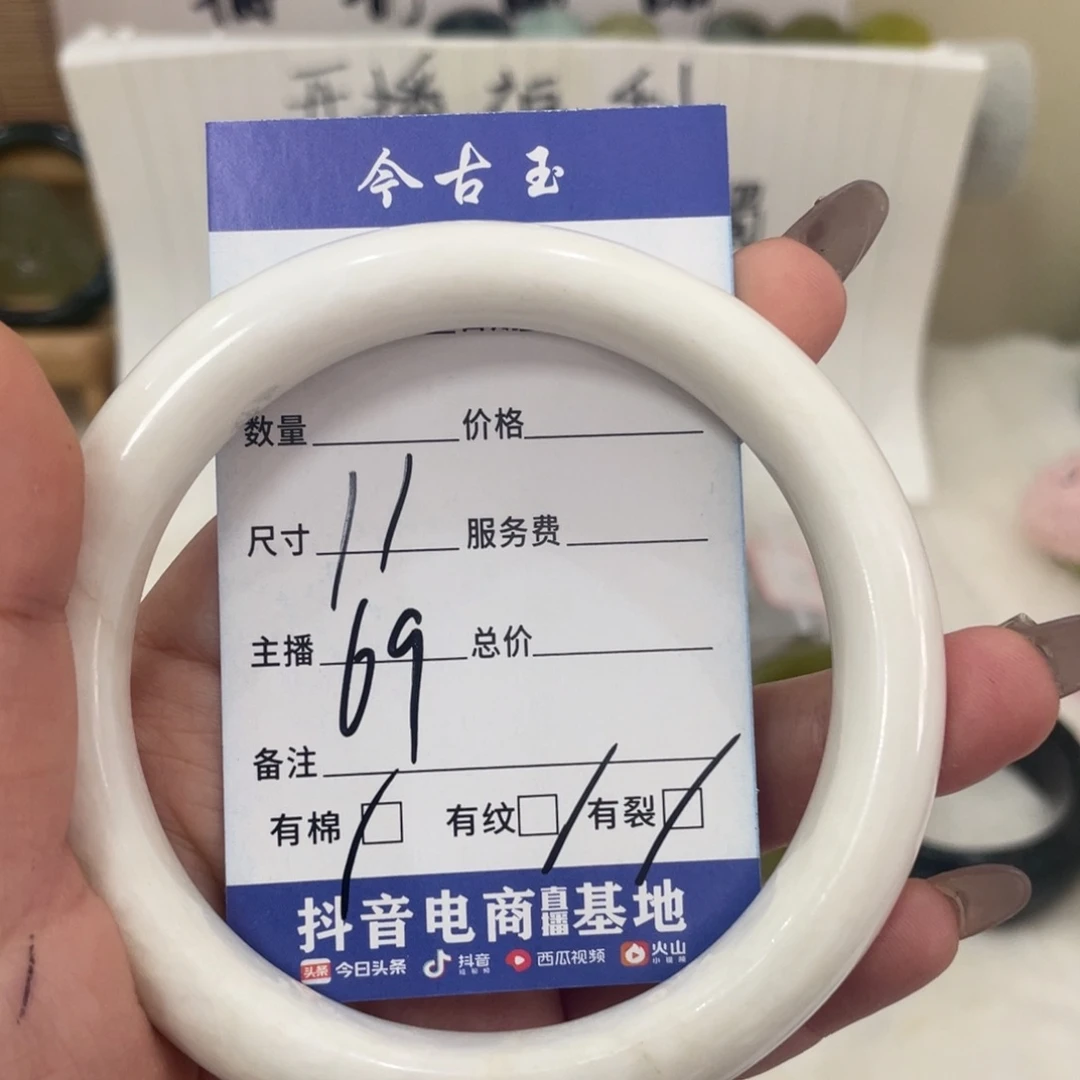 开播福利
今古玉
数量 价格
11
尺寸 服务费
69
主播 总价
备注
有棉 有纹 有裂
抖音电商直播基地
头条 今日头条 抖音 西瓜视频 火山